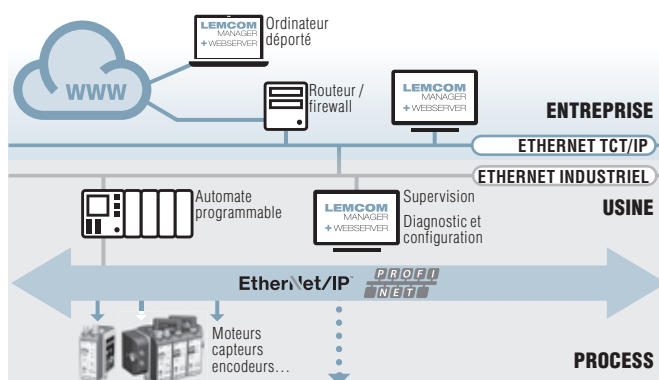 LEMCOM
MANAGER
+ WEBSERVER
Ordinateur
déporté
WWW
Routeur /
firewall
LEMCOM
MANAGER
+ WEBSERVER
ENTREPRISE
ETHERNET TCT/IP
ETHERNET INDUSTRIEL
USINE
Automate
programmable
LEMCOM
MANAGER
+ WEBSERVER
Supervision
Diagnostic et
configuration
EtherNet/IP™
PROFI
NET
Moteurs
capteurs
encodeurs...
PROCESS